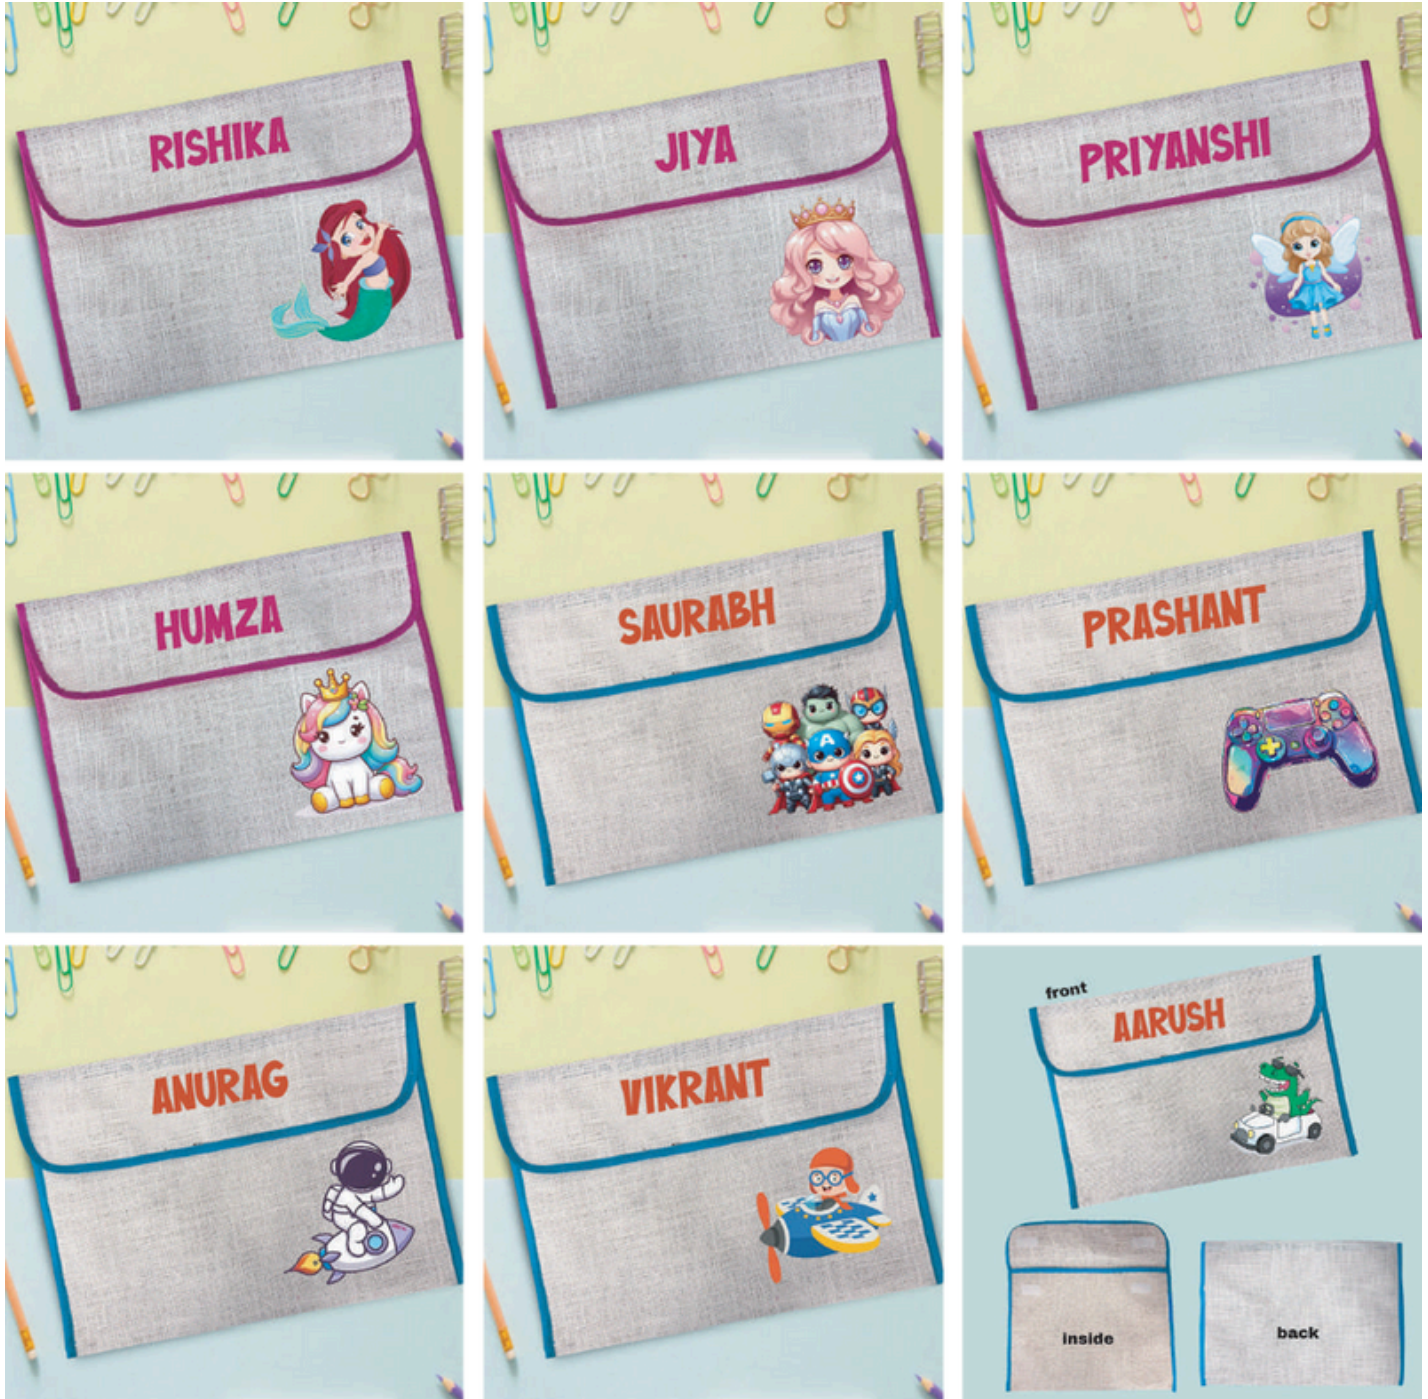 RISHIKA
JIYA
PRIYANSHI
HUMZA
SAURABH
PRASHANT
ANURAG
VIKRANT
front
AARUSH
inside
back